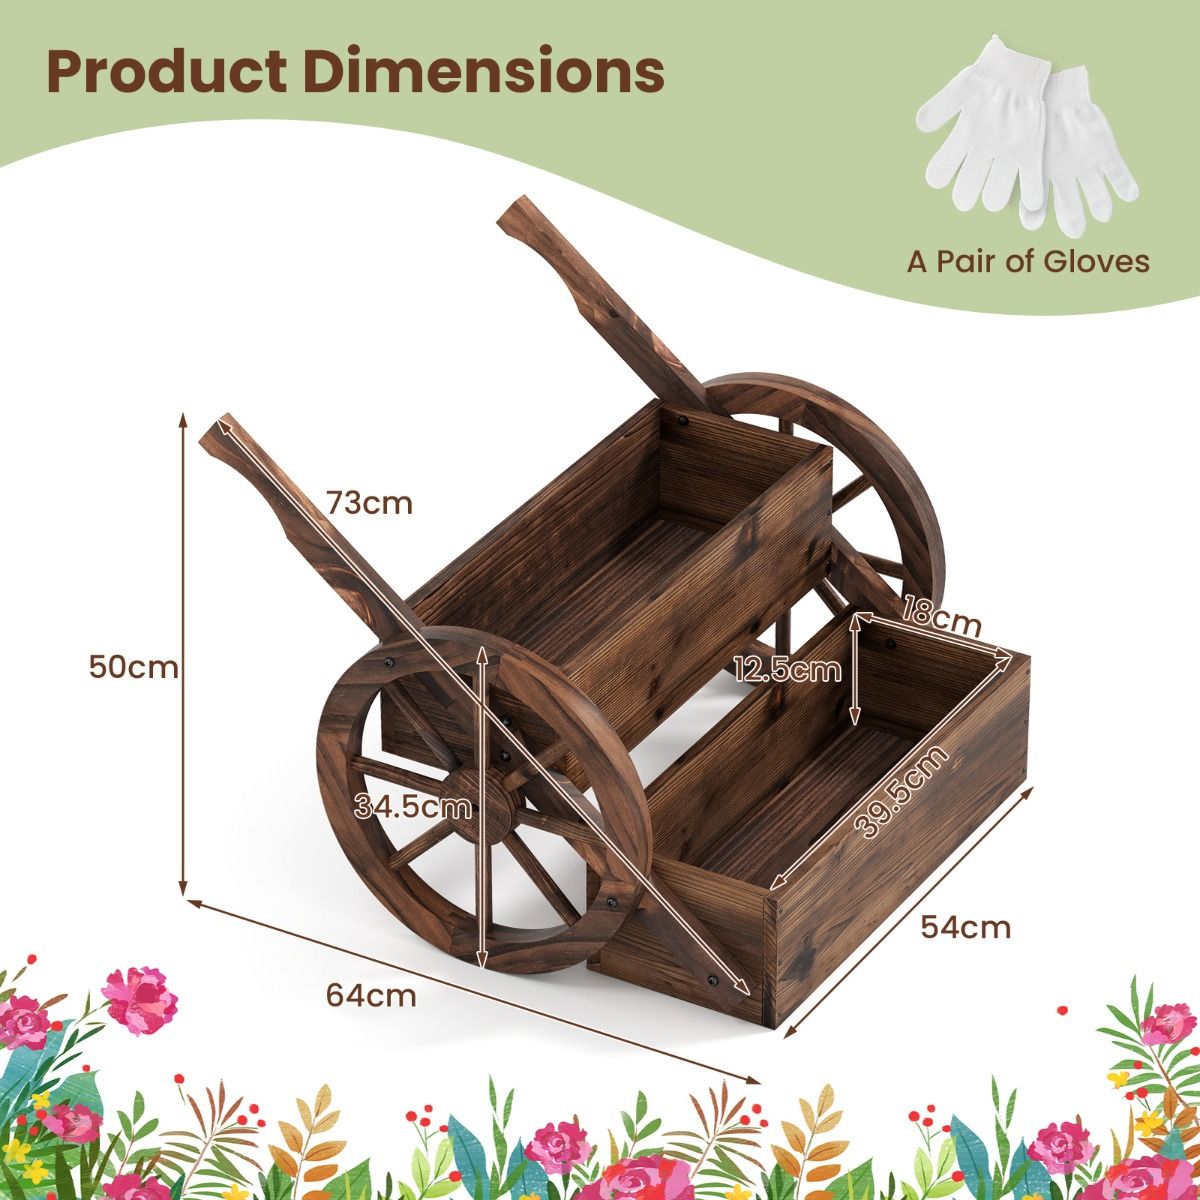 Product Dimensions
A Pair of Gloves
73cm
50cm
18cm
12.5cm
34.5cm
39.5cm
54cm
64cm